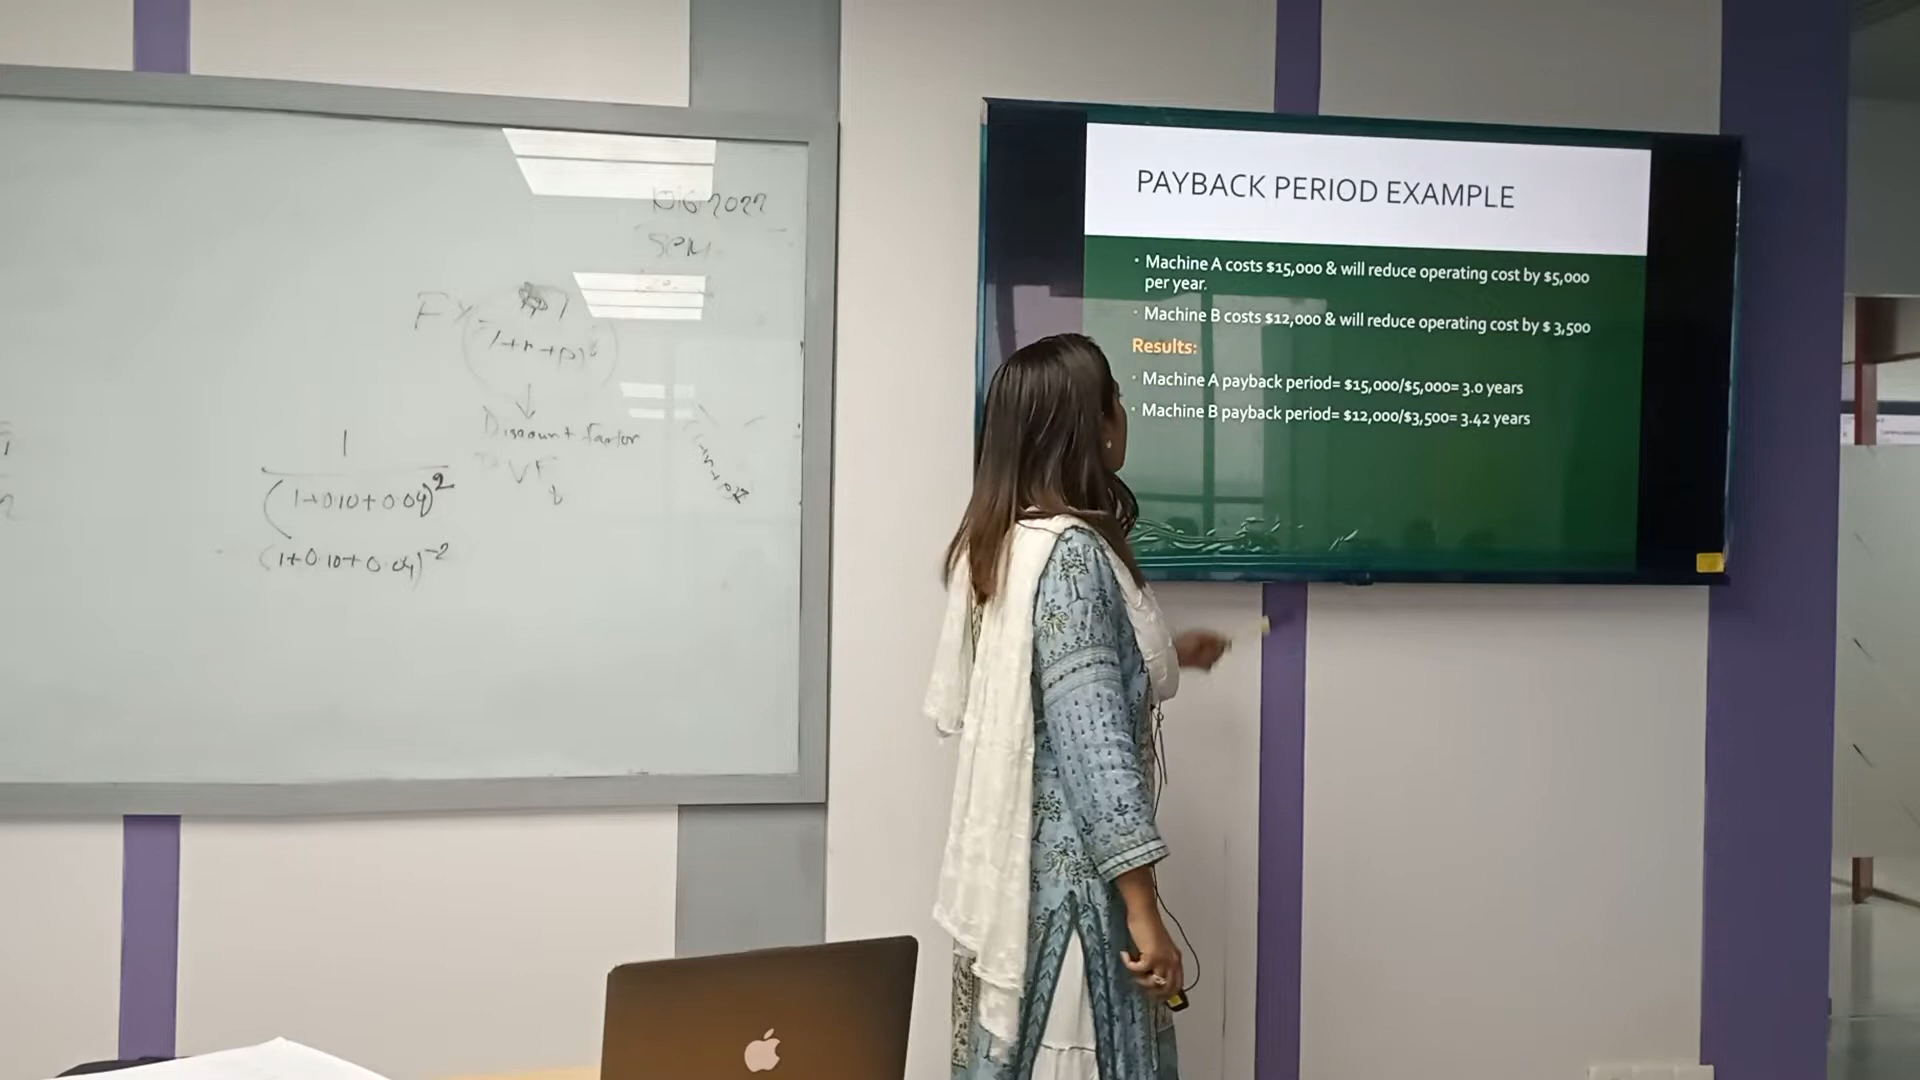 1
(1+0.10+0.04)^2
(1+0.10+0.04)^-2
Discount factor
PAYBACK PERIOD EXAMPLE
• Machine A costs $15,000 & will reduce operating cost by $5,000
per year.
• Machine B costs $12,000 & will reduce operating cost by $ 3,500
Results:
• Machine A payback period= $15,000/$5,000= 3.0 years
• Machine B payback period= $12,000/$3,500= 3.42 years